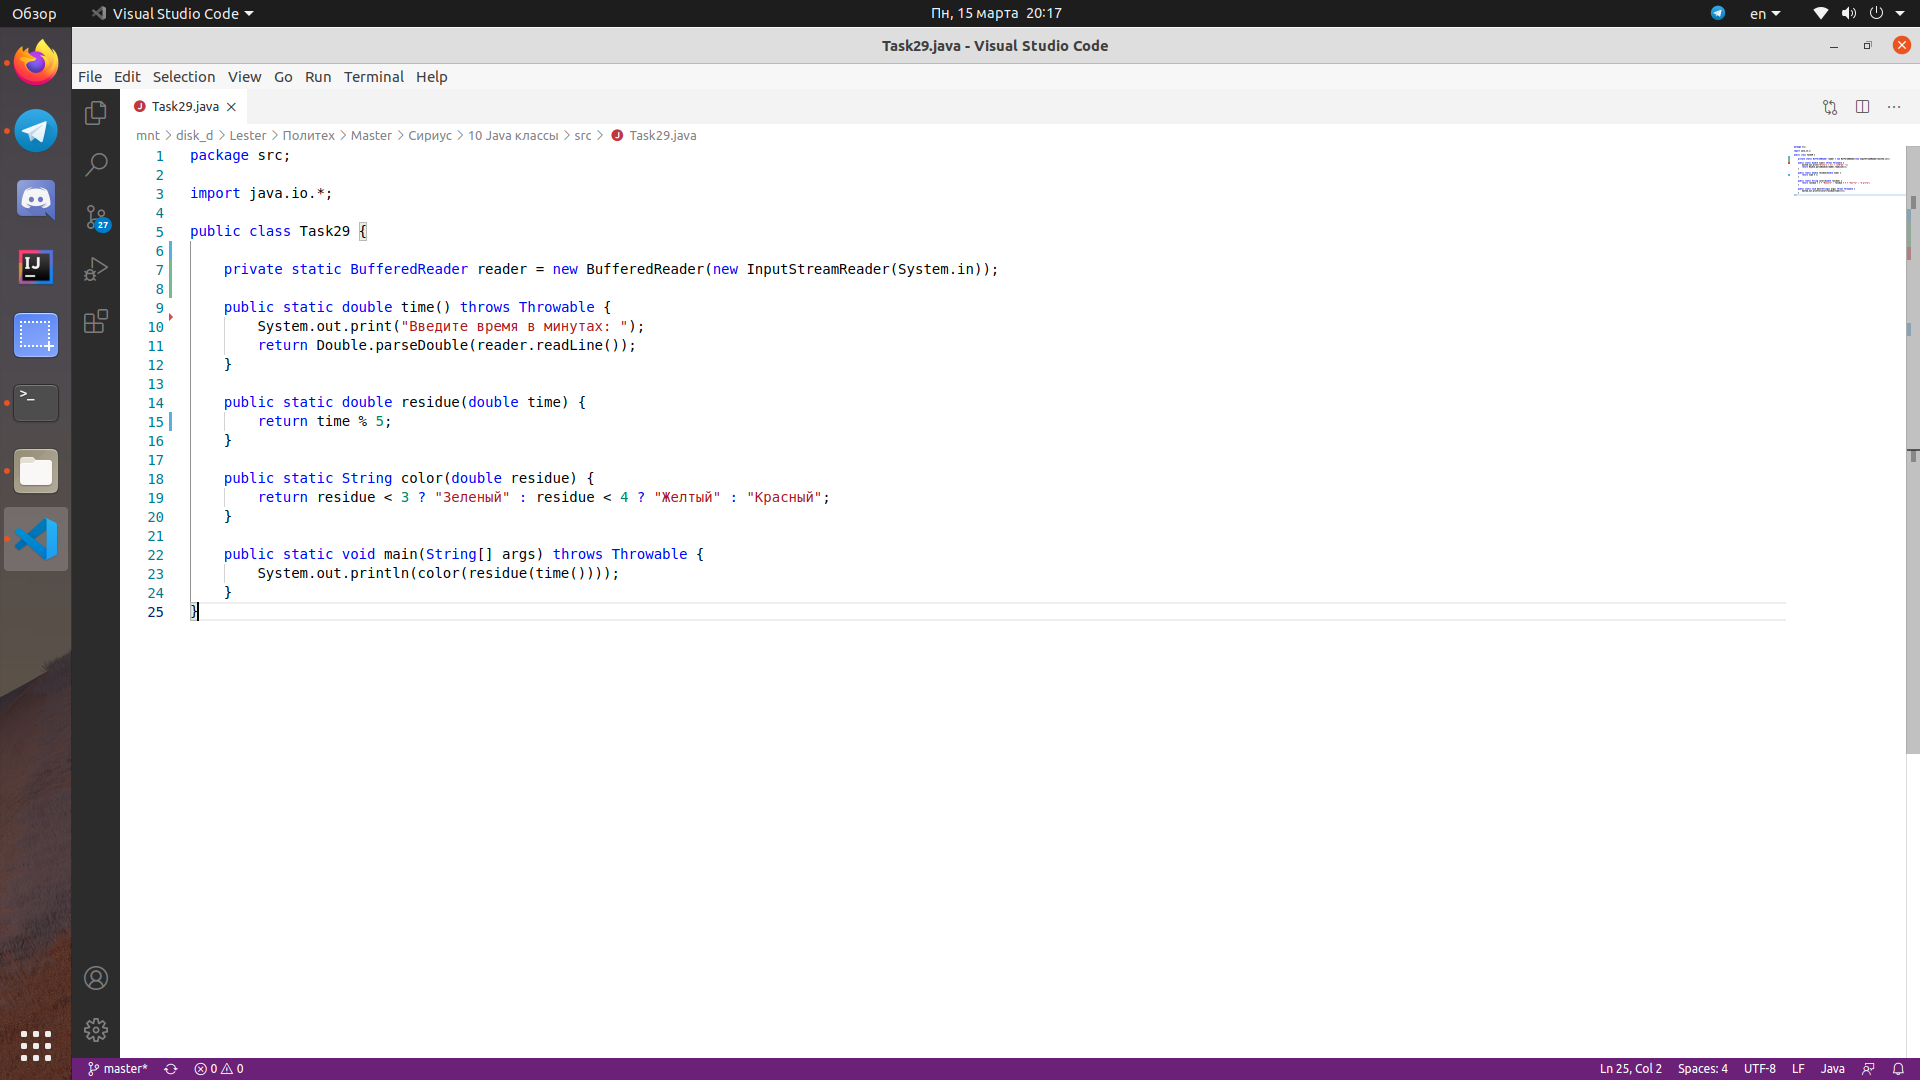 Обзор
Visual Studio Code
Пн, 15 марта 20:17
en
Task29.java - Visual Studio Code
File Edit Selection View Go Run Terminal Help
Task29.java
mnt > disk_d > Lester > Политех > Master > Сириус > 10 Java классы > src > Task29.java
27
1 package src;
2
3 import java.io.*;
4
5 public class Task29 {
6
7     private static BufferedReader reader = new BufferedReader(new InputStreamReader(System.in));
8
9     public static double time() throws Throwable {
10         System.out.print("Введите время в минутах: ");
11         return Double.parseDouble(reader.readLine());
12     }
13
14     public static double residue(double time) {
15         return time % 5;
16     }
17
18     public static String color(double residue) {
19         return residue < 3 ? "Зеленый" : residue < 4 ? "Желтый" : "Красный";
20     }
21
22     public static void main(String[] args) throws Throwable {
23         System.out.println(color(residue(time())));
24     }
25 }
master* 0 0
Ln 25, Col 2 Spaces: 4 UTF-8 LF Java